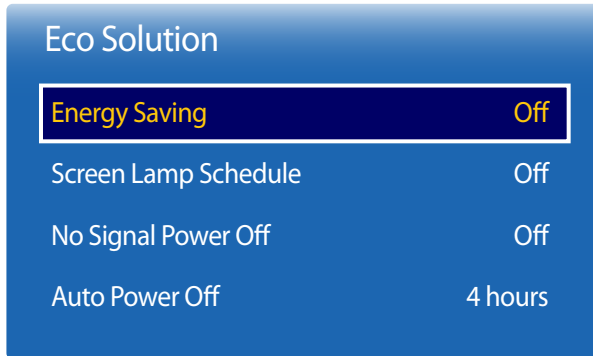 Eco Solution
Energy Saving Off
Screen Lamp Schedule Off
No Signal Power Off Off
Auto Power Off 4 hours